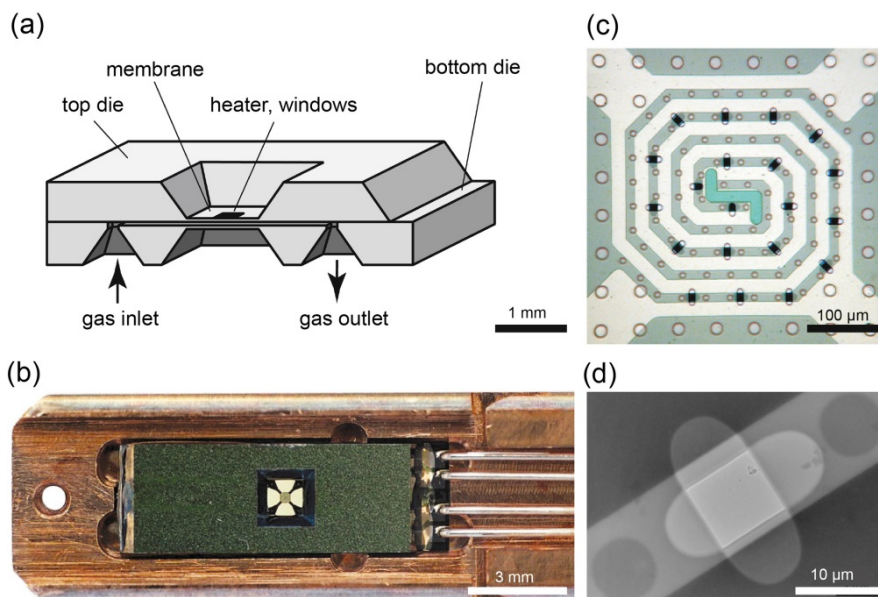 (a)
membrane
top die
heater, windows
bottom die
gas inlet
gas outlet
1 mm
(b)
3 mm
(c)
100 µm
(d)
10 µm